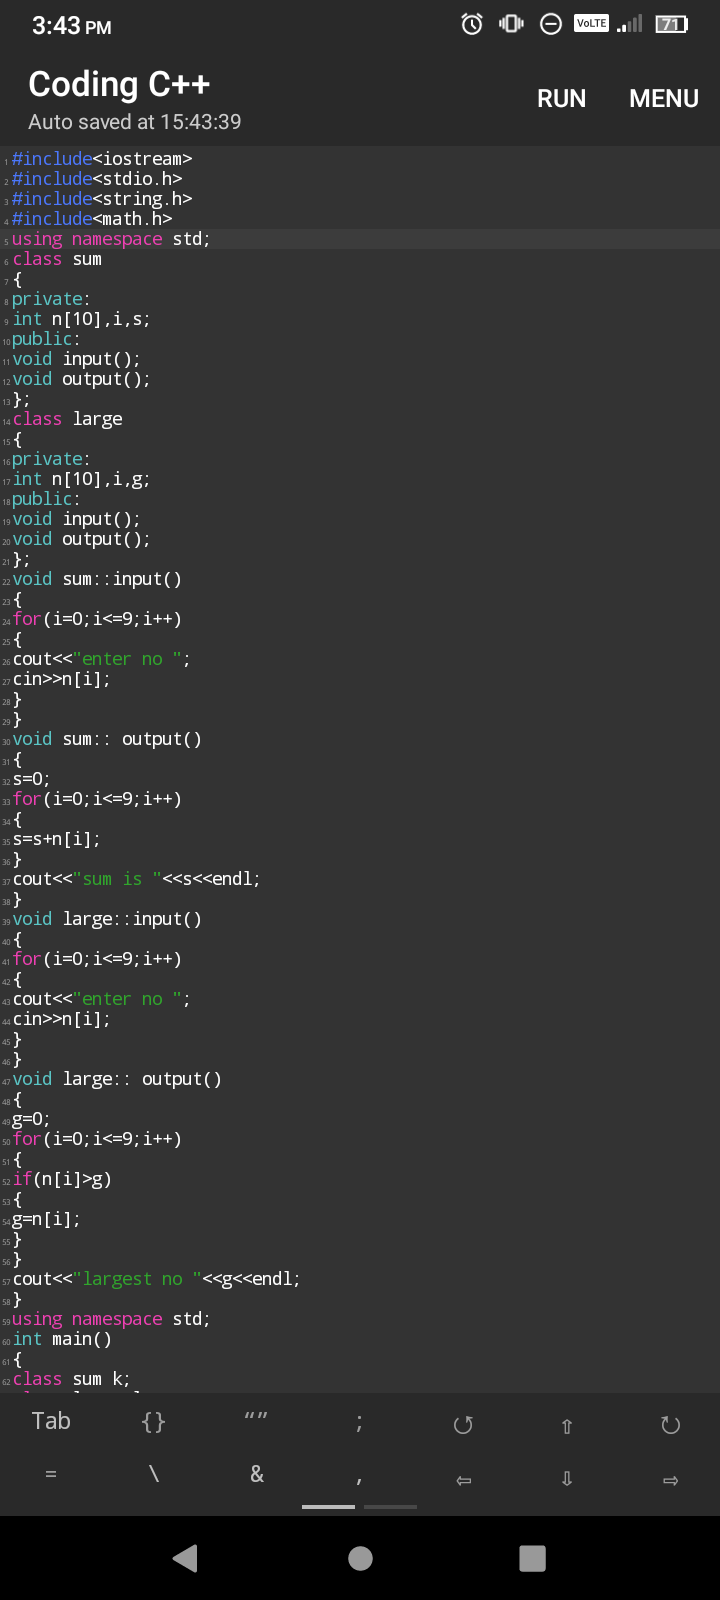 3:43 PM
VoLTE
71
Coding C++
RUN
MENU
Auto saved at 15:43:39
1 #include<iostream>
2 #include<stdio.h>
3 #include<string.h>
4 #include<math.h>
5 using namespace std;
6 class sum
7 {
8 private:
9 int n[10],i,s;
10 public:
11 void input();
12 void output();
13 };
14 class large
15 {
16 private:
17 int n[10],i,g;
18 public:
19 void input();
20 void output();
21 };
22 void sum::input()
23 {
24 for(i=0;i<=9;i++)
25 {
26 cout<<"enter no ";
27 cin>>n[i];
28 }
29 }
30 void sum:: output()
31 {
32 s=0;
33 for(i=0;i<=9;i++)
34 {
35 s=s+n[i];
36 }
37 cout<<"sum is "<<s<<endl;
38 }
39 void large::input()
40 {
41 for(i=0;i<=9;i++)
42 {
43 cout<<"enter no ";
44 cin>>n[i];
45 }
46 }
47 void large:: output()
48 {
49 g=0;
50 for(i=0;i<=9;i++)
51 {
52 if(n[i]>g)
53 {
54 g=n[i];
55 }
56 }
57 cout<<"largest no "<<g<<endl;
58 }
59 using namespace std;
60 int main()
61 {
62 class sum k;
Tab {} “” ; ↺ ⇧ ↻
= \ & , ⇦ ⇩ ⇨